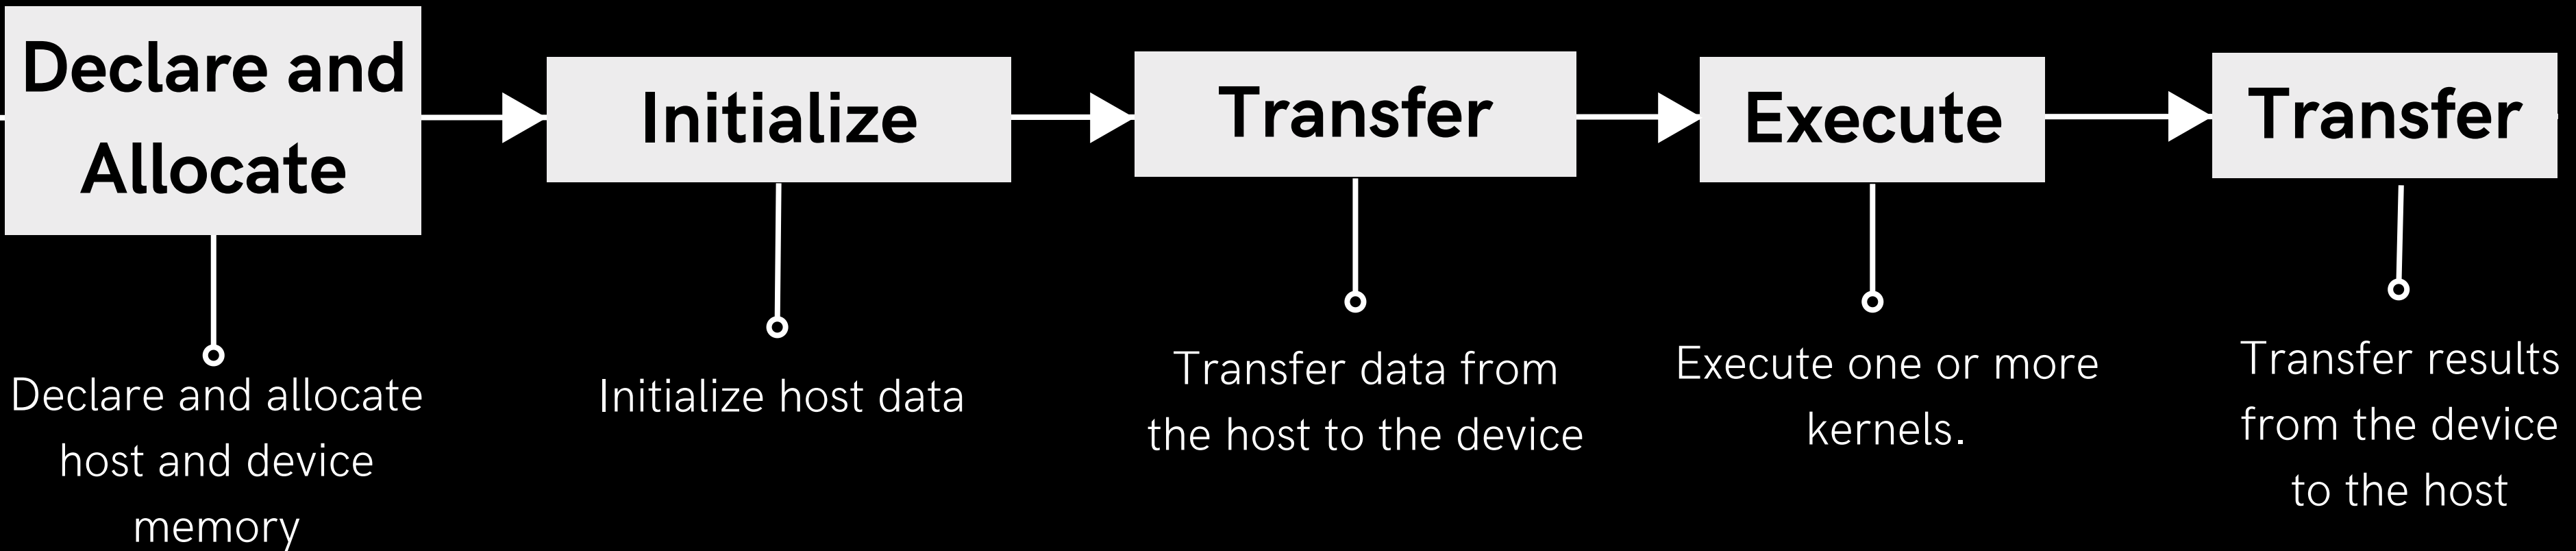 Declare and
Allocate
Initialize
Transfer
Execute
Transfer
Declare and allocate
host and device
memory
Initialize host data
Transfer data from
the host to the device
Execute one or more
kernels.
Transfer results
from the device
to the host